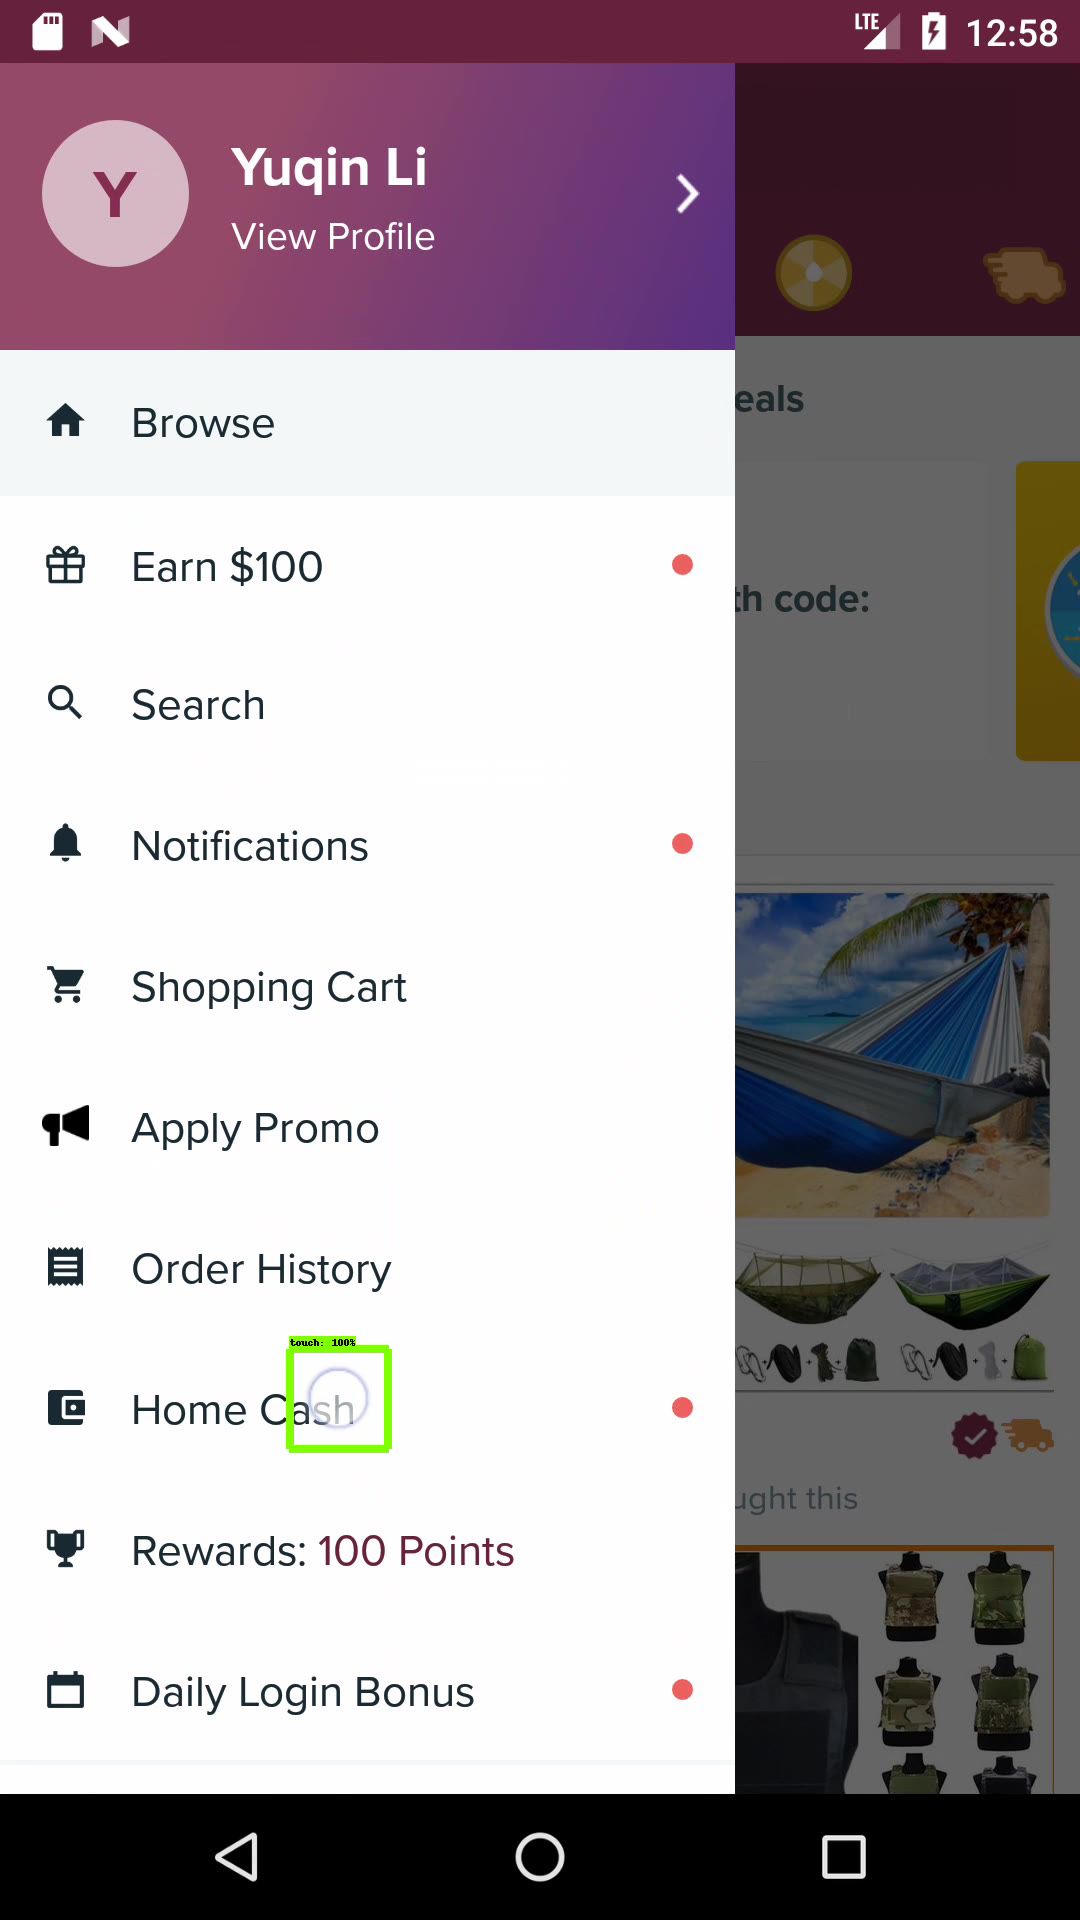 LTE 12:58
Y
Yuqin Li
View Profile
Browse
eals
Earn $100
th code:
Search
Notifications
Shopping Cart
Apply Promo
Order History
touch: 100%
Home Cash
ught this
Rewards: 100 Points
Daily Login Bonus